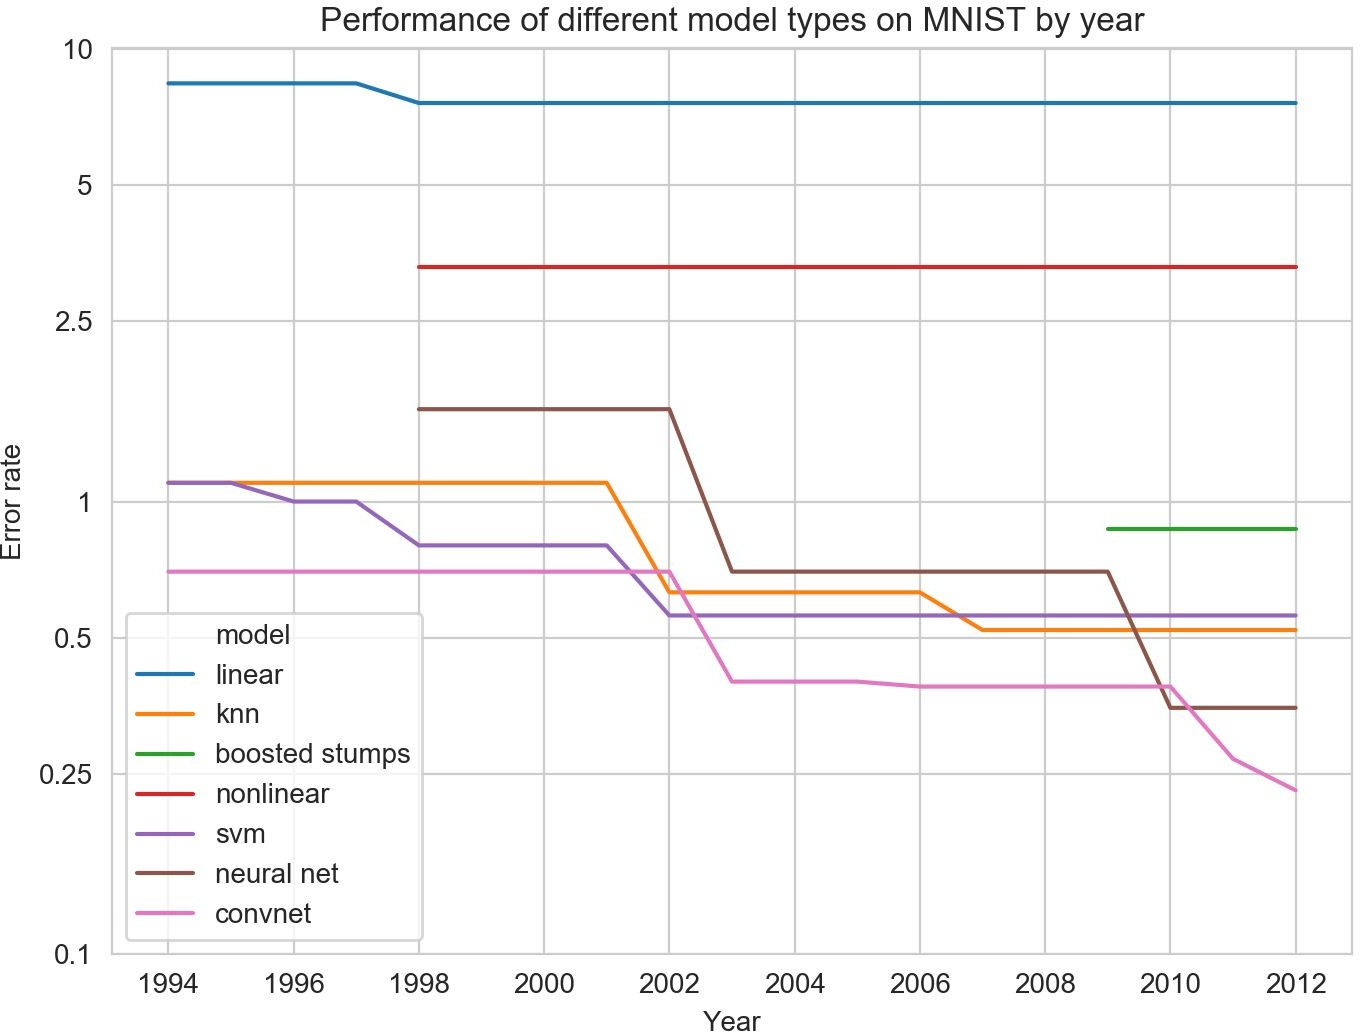 Performance of different model types on MNIST by year
10
5
2.5
1
0.5
0.25
0.1
Error rate
model
linear
knn
boosted stumps
nonlinear
svm
neural net
convnet
1994 1996 1998 2000 2002 2004 2006 2008 2010 2012
Year